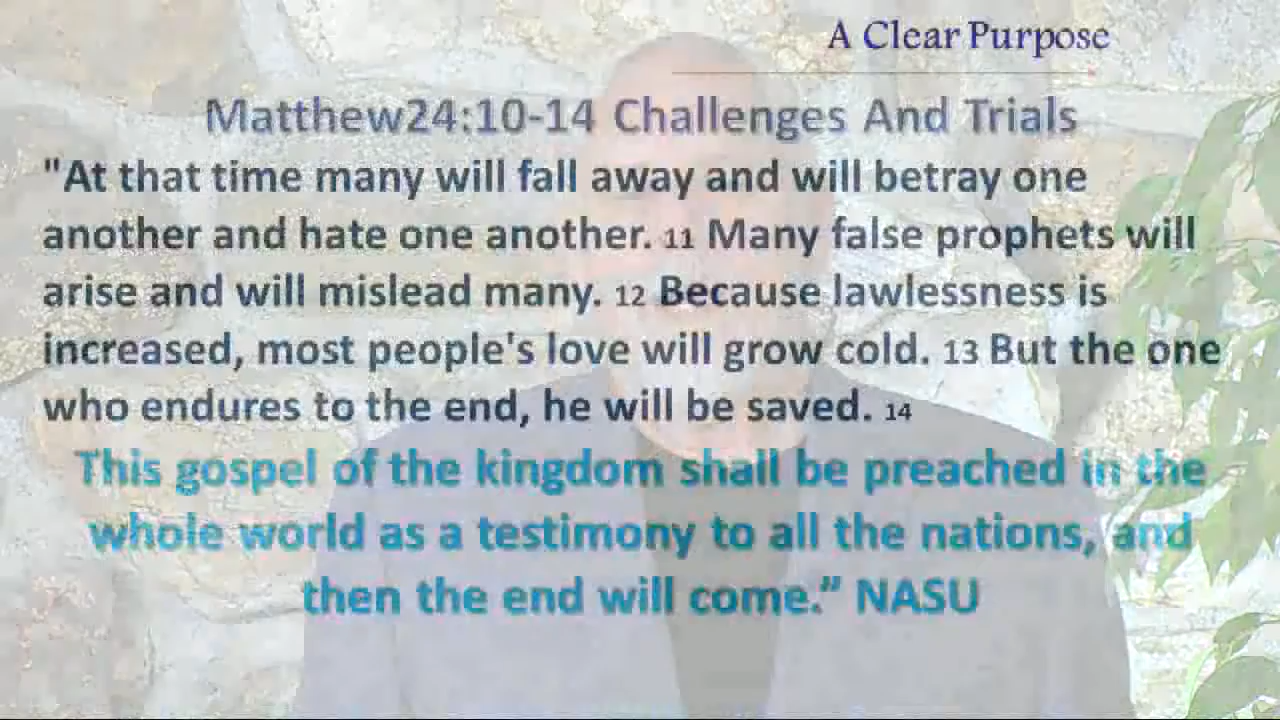 A Clear Purpose
Matthew24:10-14 Challenges And Trials
"At that time many will fall away and will betray one
another and hate one another. 11 Many false prophets will
arise and will mislead many. 12 Because lawlessness is
increased, most people's love will grow cold. 13 But the one
who endures to the end, he will be saved. 14
This gospel of the kingdom shall be preached in the
whole world as a testimony to all the nations, and
then the end will come.” NASU